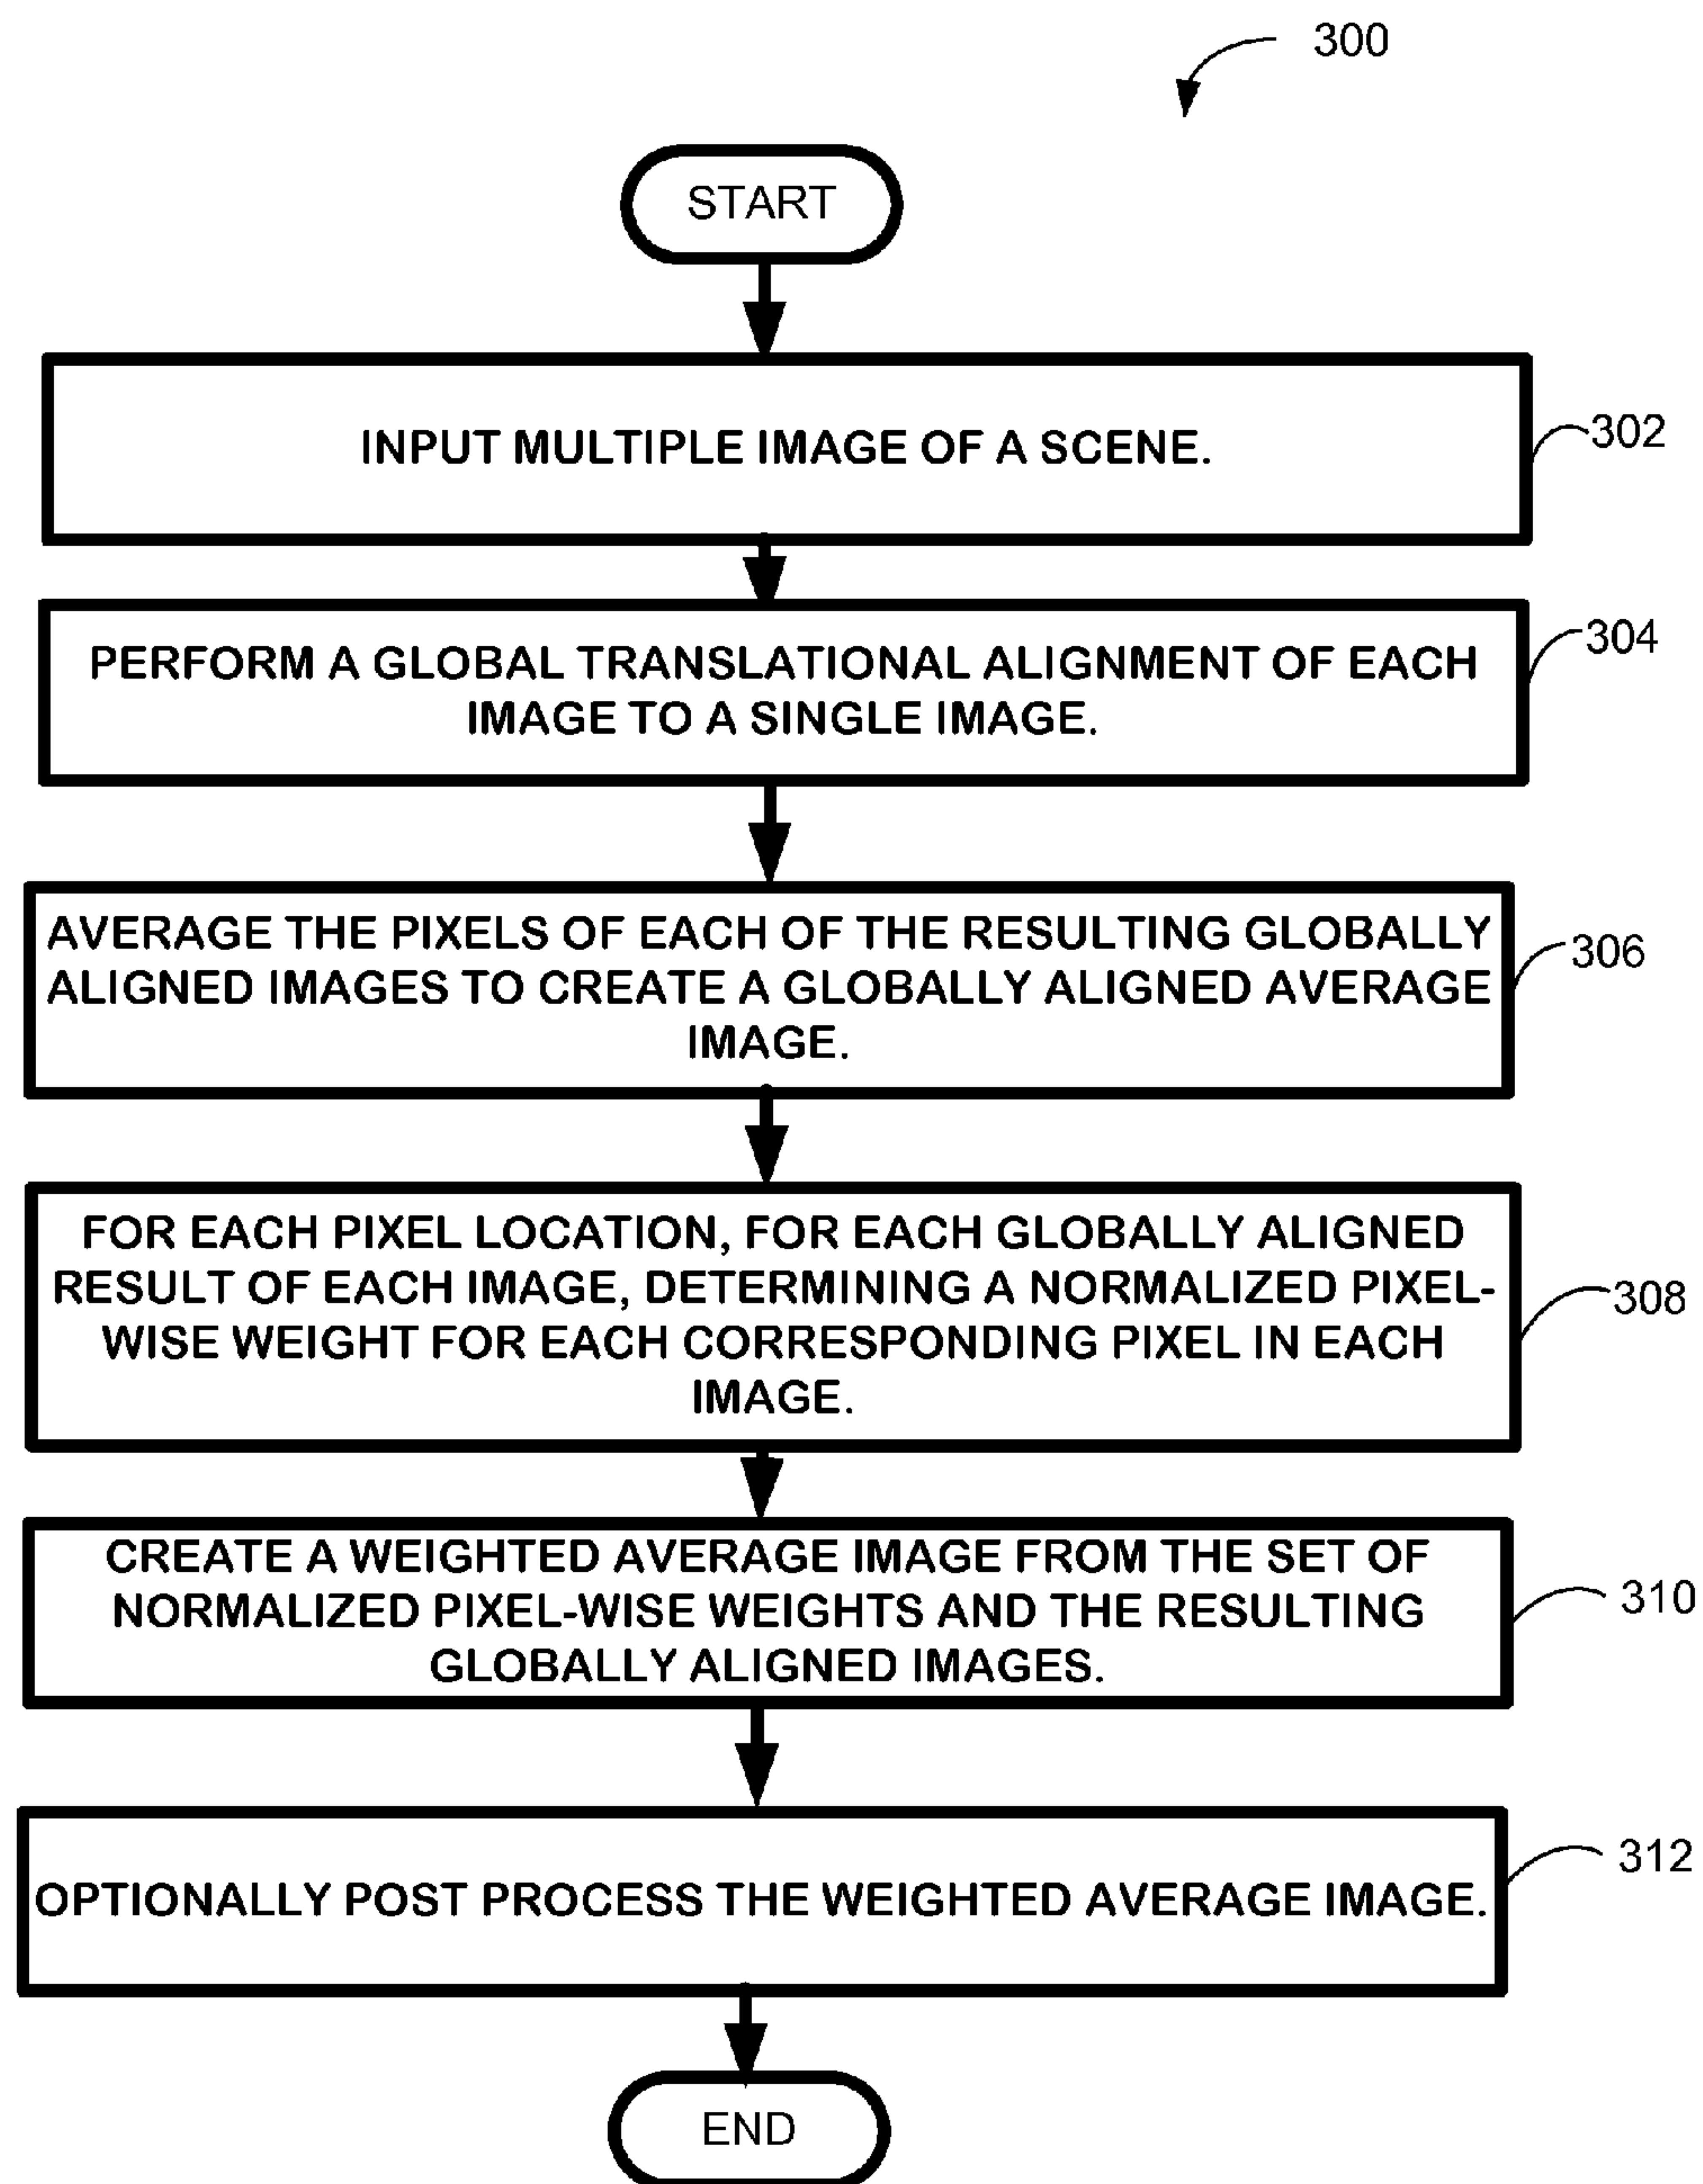 300
START
INPUT MULTIPLE IMAGE OF A SCENE.
302
PERFORM A GLOBAL TRANSLATIONAL ALIGNMENT OF EACH
IMAGE TO A SINGLE IMAGE.
304
AVERAGE THE PIXELS OF EACH OF THE RESULTING GLOBALLY
ALIGNED IMAGES TO CREATE A GLOBALLY ALIGNED AVERAGE
IMAGE.
306
FOR EACH PIXEL LOCATION, FOR EACH GLOBALLY ALIGNED
RESULT OF EACH IMAGE, DETERMINING A NORMALIZED PIXEL-
WISE WEIGHT FOR EACH CORRESPONDING PIXEL IN EACH
IMAGE.
308
CREATE A WEIGHTED AVERAGE IMAGE FROM THE SET OF
NORMALIZED PIXEL-WISE WEIGHTS AND THE RESULTING
GLOBALLY ALIGNED IMAGES.
310
OPTIONALLY POST PROCESS THE WEIGHTED AVERAGE IMAGE.
312
END